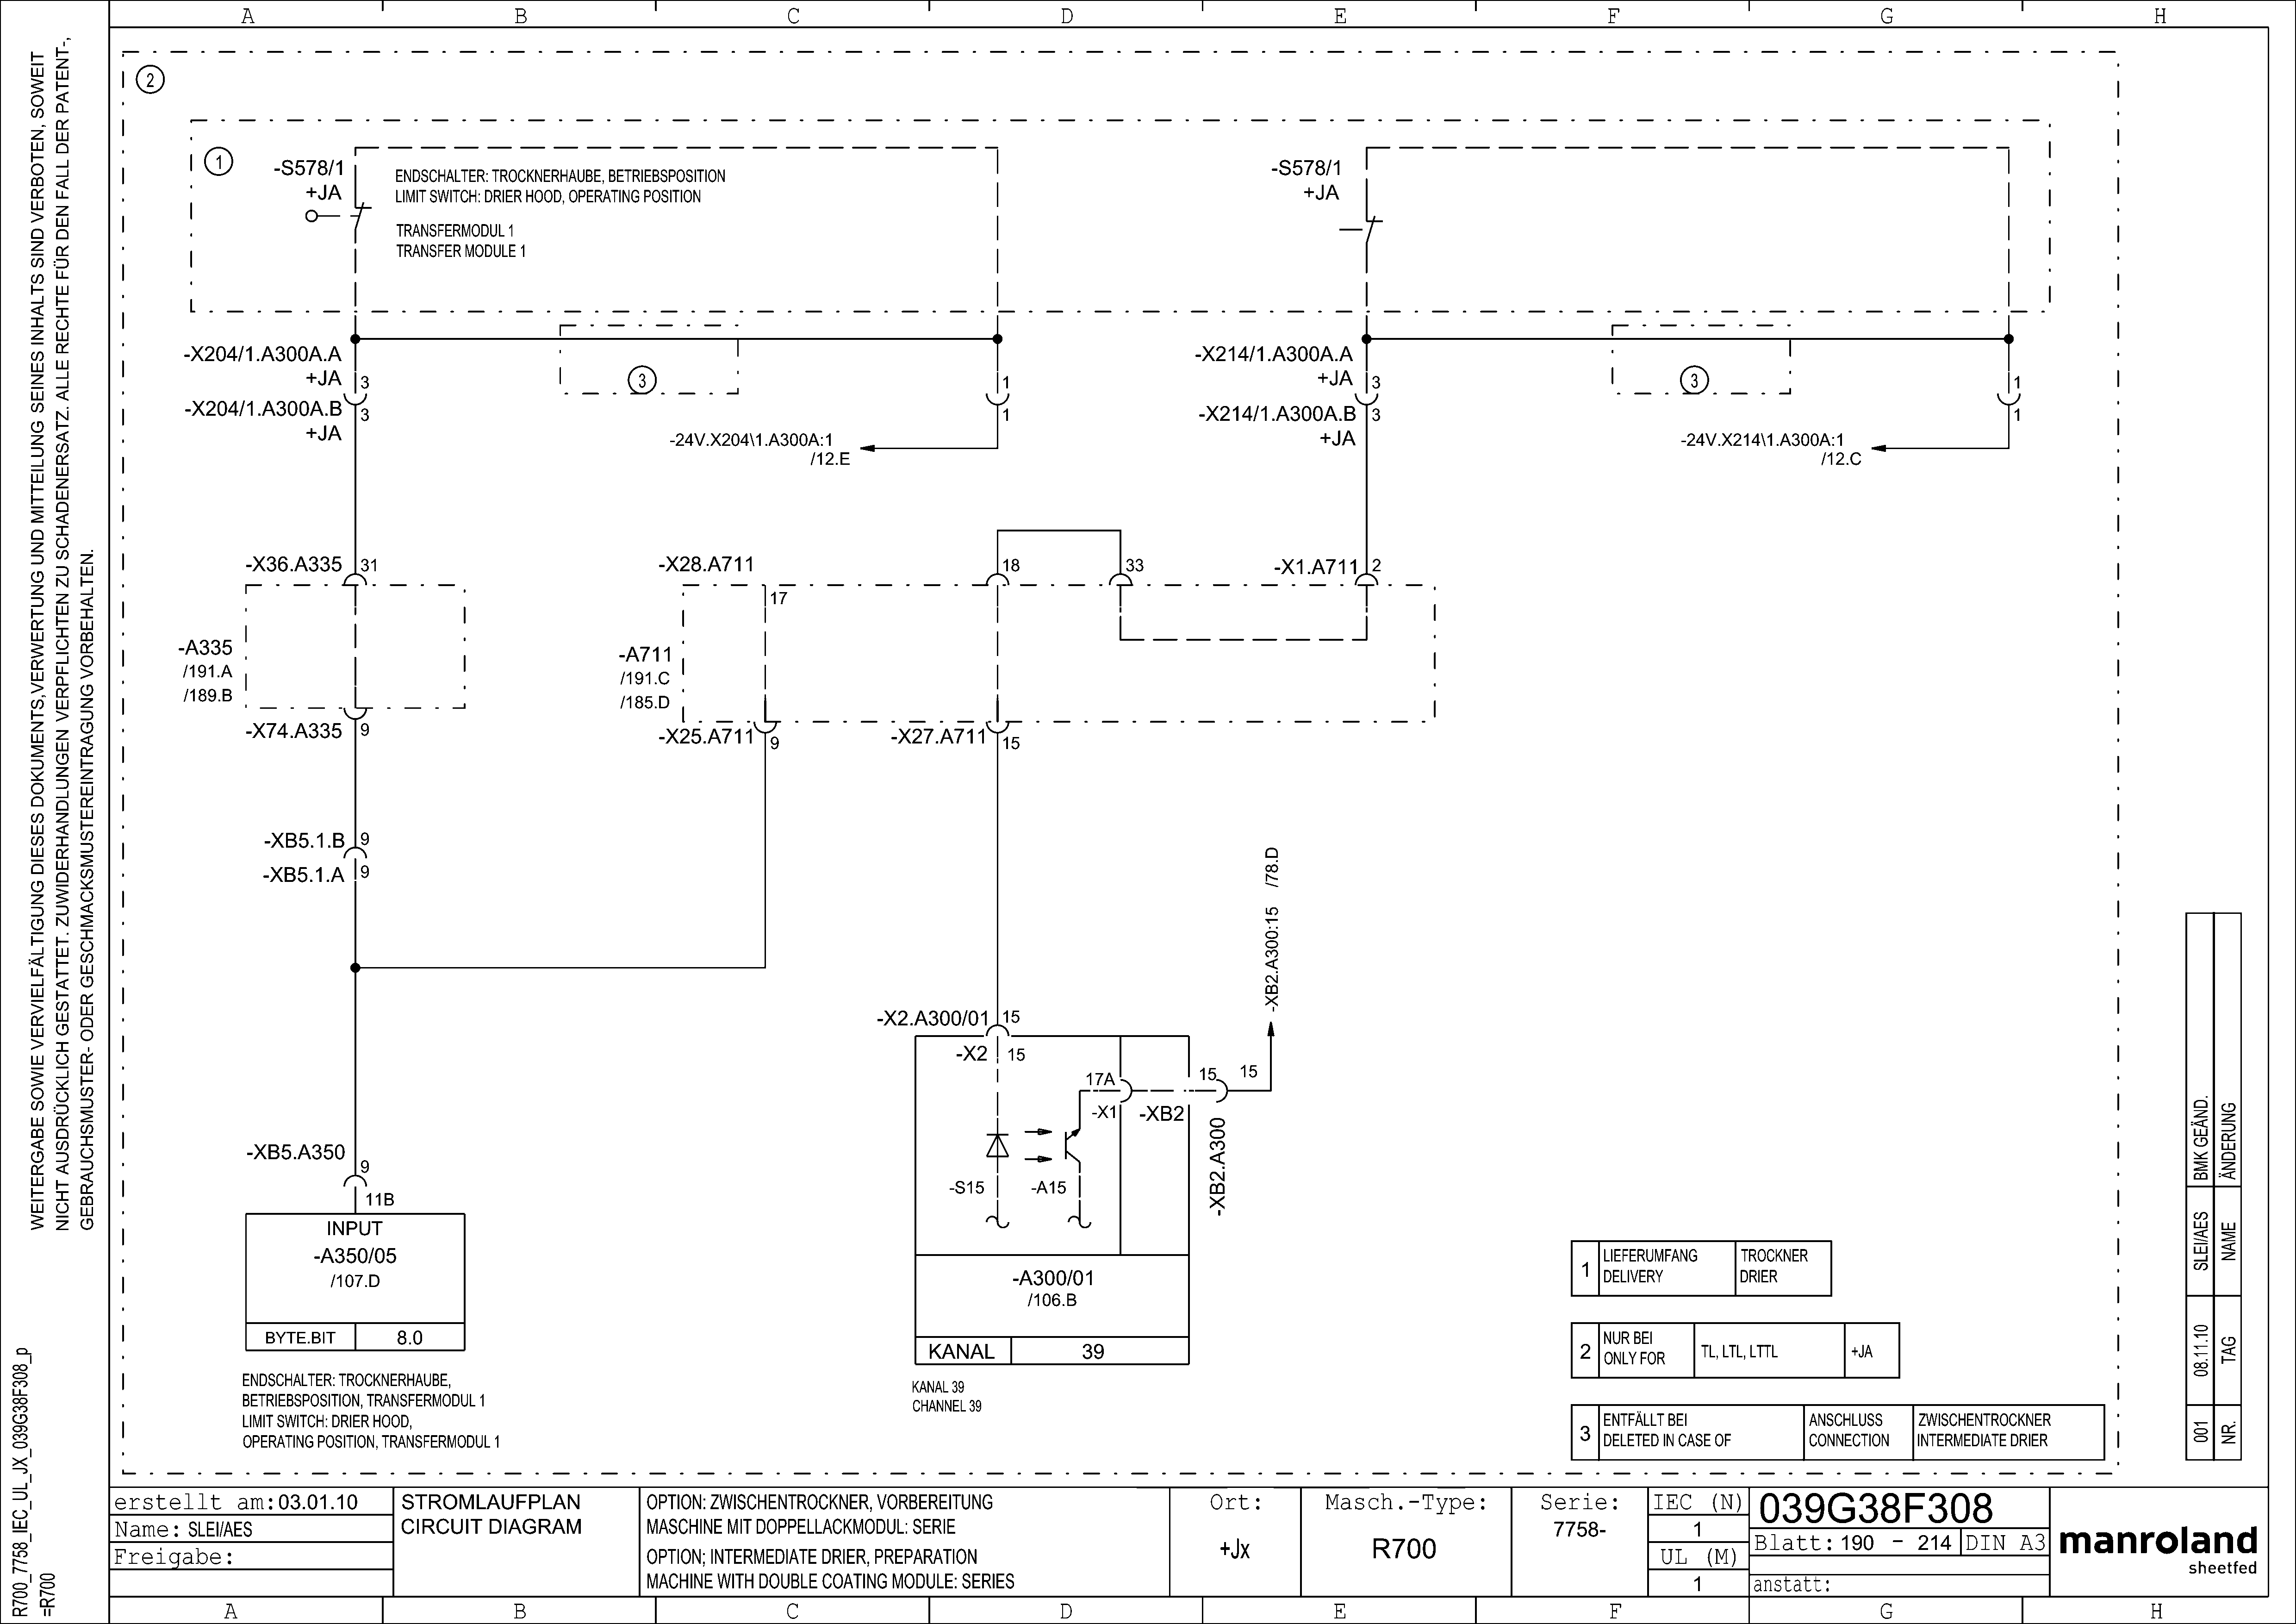 A B C D E F G H
WEITERGABE SOWIE VERVIELFÄLTIGUNG DIESES DOKUMENTS,VERWERTUNG UND MITTEILUNG SEINES INHALTS SIND VERBOTEN, SOWEIT
NICHT AUSDRÜCKLICH GESTATTET. ZUWIDERHANDLUNGEN VERPFLICHTEN ZU SCHADENERSATZ. ALLE RECHTE FÜR DEN FALL DER PATENT-,
GEBRAUCHSMUSTER- ODER GESCHMACKSMUSTEREINTRAGUNG VORBEHALTEN.
R700_7758_IEC_UL_JX_039G38F308_p
=R700
2
1
-S578/1
+JA
ENDSCHALTER: TROCKNERHAUBE, BETRIEBSPOSITION
LIMIT SWITCH: DRIER HOOD, OPERATING POSITION
TRANSFERMODUL 1
TRANSFER MODULE 1
-S578/1
+JA
-X204/1.A300A.A
+JA
3
-X204/1.A300A.B
3
+JA
3
1
1
-24V.X204\1.A300A:1
/12.E
-X214/1.A300A.A
+JA
3
-X214/1.A300A.B
3
+JA
3
1
1
-24V.X214\1.A300A:1
/12.C
-X36.A335
31
-X28.A711
17
18
33
-X1.A711
2
-A335
/191.A
/189.B
-A711
/191.C
/185.D
-X74.A335
9
-X25.A711
9
-X27.A711
15
-XB5.1.B
9
-XB5.1.A
9
-XB2.A300:15 /78.D
-X2.A300/01
15
-X2
15
17A
-X1
-XB2
15
15
-XB2.A300
-S15
-A15
-XB5.A350
9
11B
INPUT
-A350/05
/107.D
BYTE.BIT 8.0
ENDSCHALTER: TROCKNERHAUBE,
BETRIEBSPOSITION, TRANSFERMODUL 1
LIMIT SWITCH: DRIER HOOD,
OPERATING POSITION, TRANSFERMODUL 1
-A300/01
/106.B
KANAL 39
KANAL 39
CHANNEL 39
1 LIEFERUMFANG TROCKNER
DELIVERY DRIER
2 NUR BEI TL, LTL, LTTL +JA
ONLY FOR
3 ENTFÄLLT BEI ANSCHLUSS ZWISCHENTROCKNER
DELETED IN CASE OF CONNECTION INTERMEDIATE DRIER
001 08.11.10 SLEI/AES BMK GEÄND.
NR. TAG NAME ÄNDERUNG
erstellt am: 03.01.10
Name: SLEI/AES
Freigabe:
STROMLAUFPLAN
CIRCUIT DIAGRAM
OPTION: ZWISCHENTROCKNER, VORBEREITUNG
MASCHINE MIT DOPPELLACKMODUL: SERIE
OPTION; INTERMEDIATE DRIER, PREPARATION
MACHINE WITH DOUBLE COATING MODULE: SERIES
Ort:
+Jx
Masch.-Type:
R700
Serie:
7758-
IEC (N)
1
UL (M)
1
039G38F308
Blatt: 190 - 214 DIN A3
anstatt:
manroland
sheetfed
A B C D E F G H